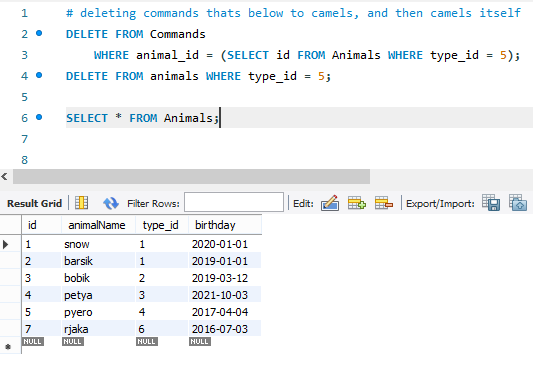 1 # deleting commands thats below to camels, and then camels itself
2 DELETE FROM Commands
3 WHERE animal_id = (SELECT id FROM Animals WHERE type_id = 5);
4 DELETE FROM animals WHERE type_id = 5;
5
6 SELECT * FROM Animals;
7
8
Result Grid Filter Rows: Edit: Export/Import:
id animalName type_id birthday
1 snow 1 2020-01-01
2 barsik 1 2019-01-01
3 bobik 2 2019-03-12
4 petya 3 2021-10-03
5 pyero 4 2017-04-04
7 rjaka 6 2016-07-03
NULL NULL NULL NULL